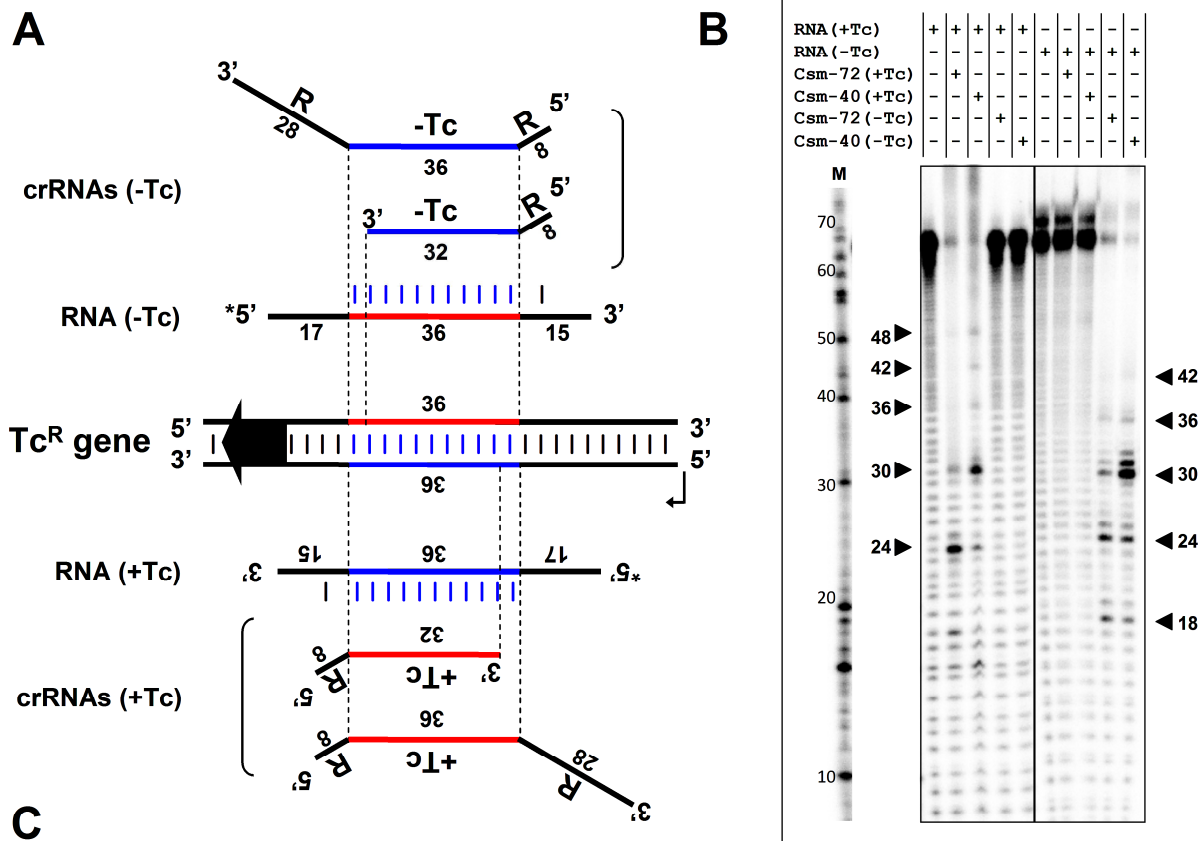 A
3' R 28 -Tc 36 R 8 5'
crRNAs (-Tc)
3' -Tc 32 R 8 5'
RNA (-Tc) *5' 17 36 15 3'
36
5' 3'
TcR gene
3' 5'
36
RNA (+Tc) 3' 15 36 17 *5'
crRNAs (+Tc)
5' R 8 32 +Tc 3'
5' R 8 36 +Tc R 28 3'
C
B
RNA(+Tc) + + + + + - - - - -
RNA(-Tc) - - - - - + + + + +
Csm-72(+Tc) - + - - - - + - - -
Csm-40(+Tc) - - + - - - - + - -
Csm-72(-Tc) - - - + - - - - + -
Csm-40(-Tc) - - - - + - - - - +
M
70
60
50
40
30
20
10
48
42
36
30
24
42
36
30
24
18